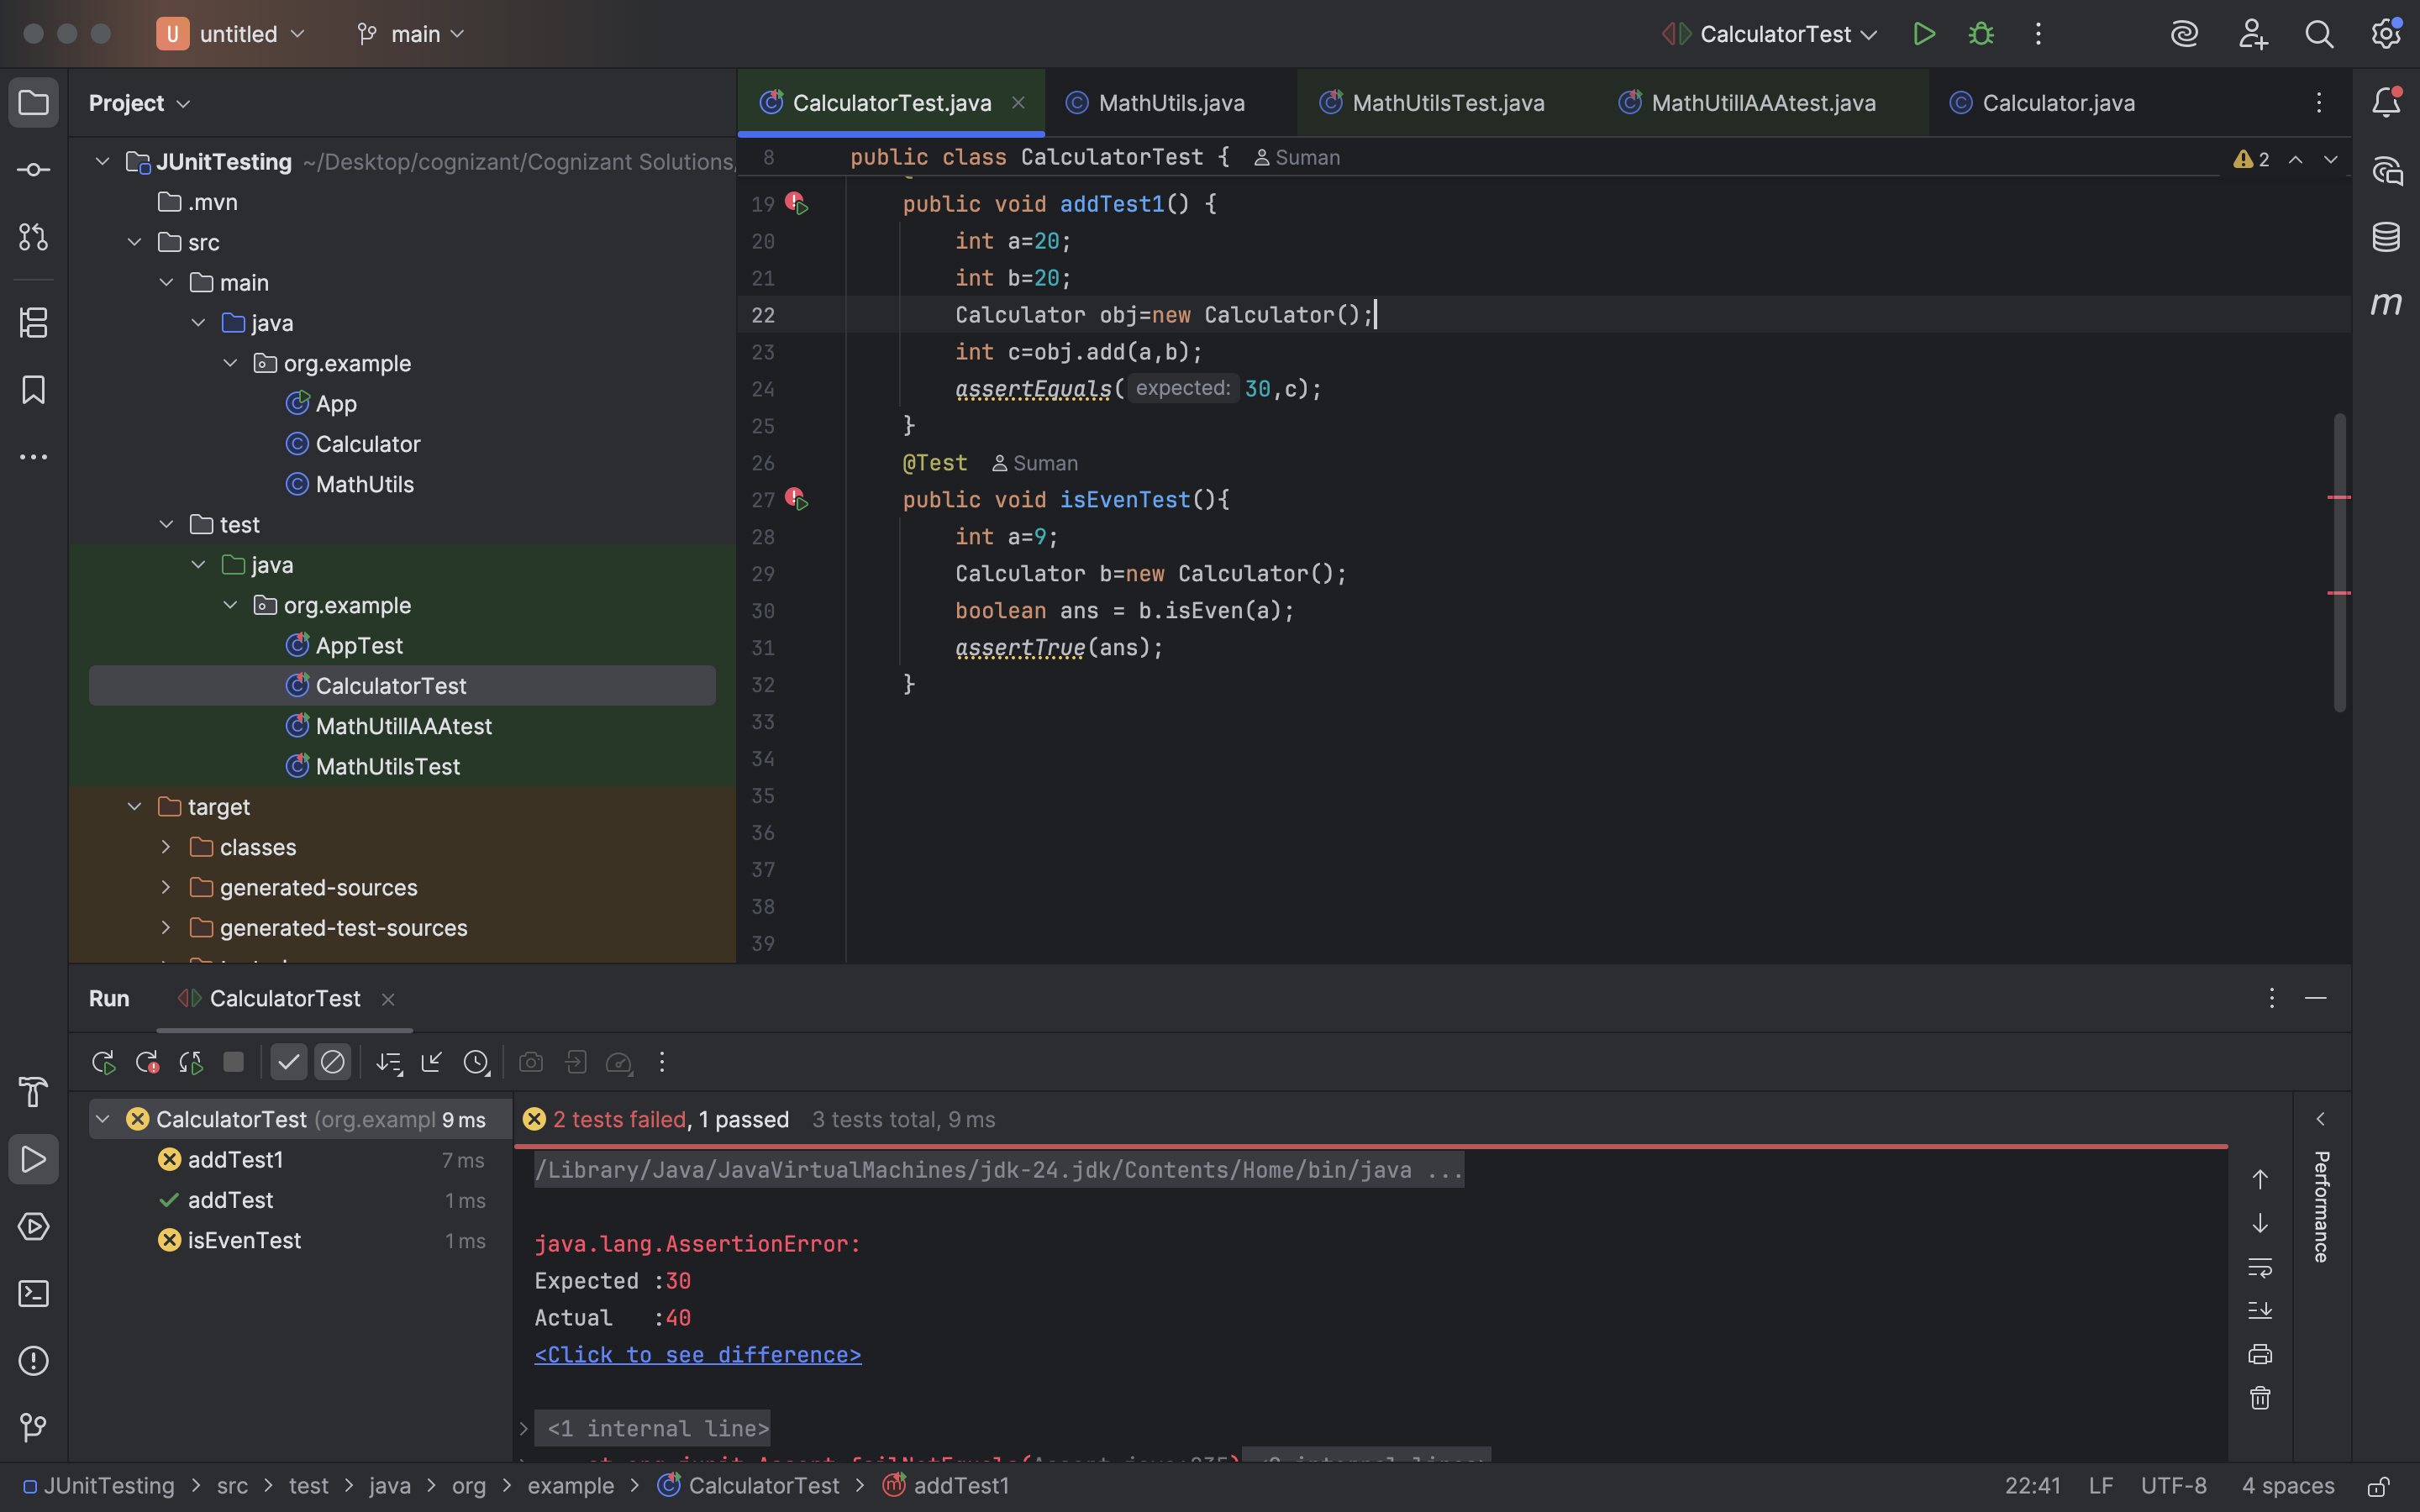 U untitled main CalculatorTest
Project
CalculatorTest.java MathUtils.java MathUtilsTest.java MathUtillAAAtest.java Calculator.java
JUnitTesting ~/Desktop/cognizant/Cognizant Solutions,
.mvn
src
main
java
org.example
App
Calculator
MathUtils
test
java
org.example
AppTest
CalculatorTest
MathUtillAAAtest
MathUtilsTest
target
classes
generated-sources
generated-test-sources
8 public class CalculatorTest { Suman 2
19 public void addTest1() {
20 int a=20;
21 int b=20;
22 Calculator obj=new Calculator();
23 int c=obj.add(a,b);
24 assertEquals( expected: 30,c);
25 }
26 @Test Suman
27 public void isEvenTest(){
28 int a=9;
29 Calculator b=new Calculator();
30 boolean ans = b.isEven(a);
31 assertTrue(ans);
32 }
33
34
35
36
37
38
39
m
Run CalculatorTest
CalculatorTest (org.exampl 9 ms
addTest1 7 ms
addTest 1 ms
isEvenTest 1 ms
2 tests failed, 1 passed 3 tests total, 9 ms
/Library/Java/JavaVirtualMachines/jdk-24.jdk/Contents/Home/bin/java ...
java.lang.AssertionError:
Expected :30
Actual :40
<Click to see difference>
<1 internal line>
Performance
JUnitTesting > src > test > java > org > example > CalculatorTest > addTest1
22:41 LF UTF-8 4 spaces